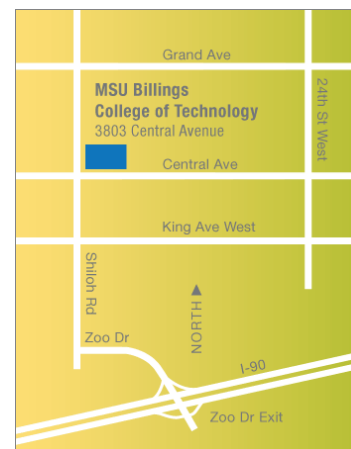 Grand Ave
MSU Billings
College of Technology
3803 Central Avenue
24th St West
Central Ave
King Ave West
Shiloh Rd
NORTH
Zoo Dr
I-90
Zoo Dr Exit